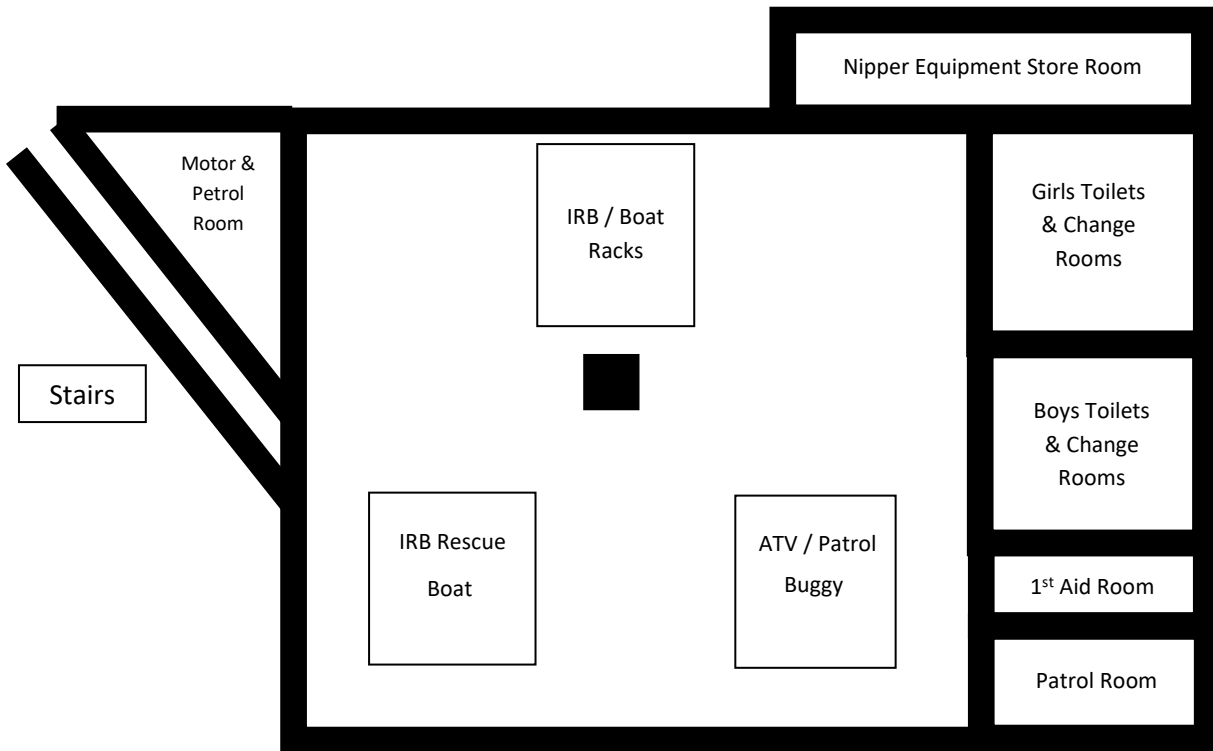 Nipper Equipment Store Room
Motor &
Petrol
Room
IRB / Boat
Racks
Girls Toilets
& Change
Rooms
Stairs
Boys Toilets
& Change
Rooms
IRB Rescue
Boat
ATV / Patrol
Buggy
1st Aid Room
Patrol Room